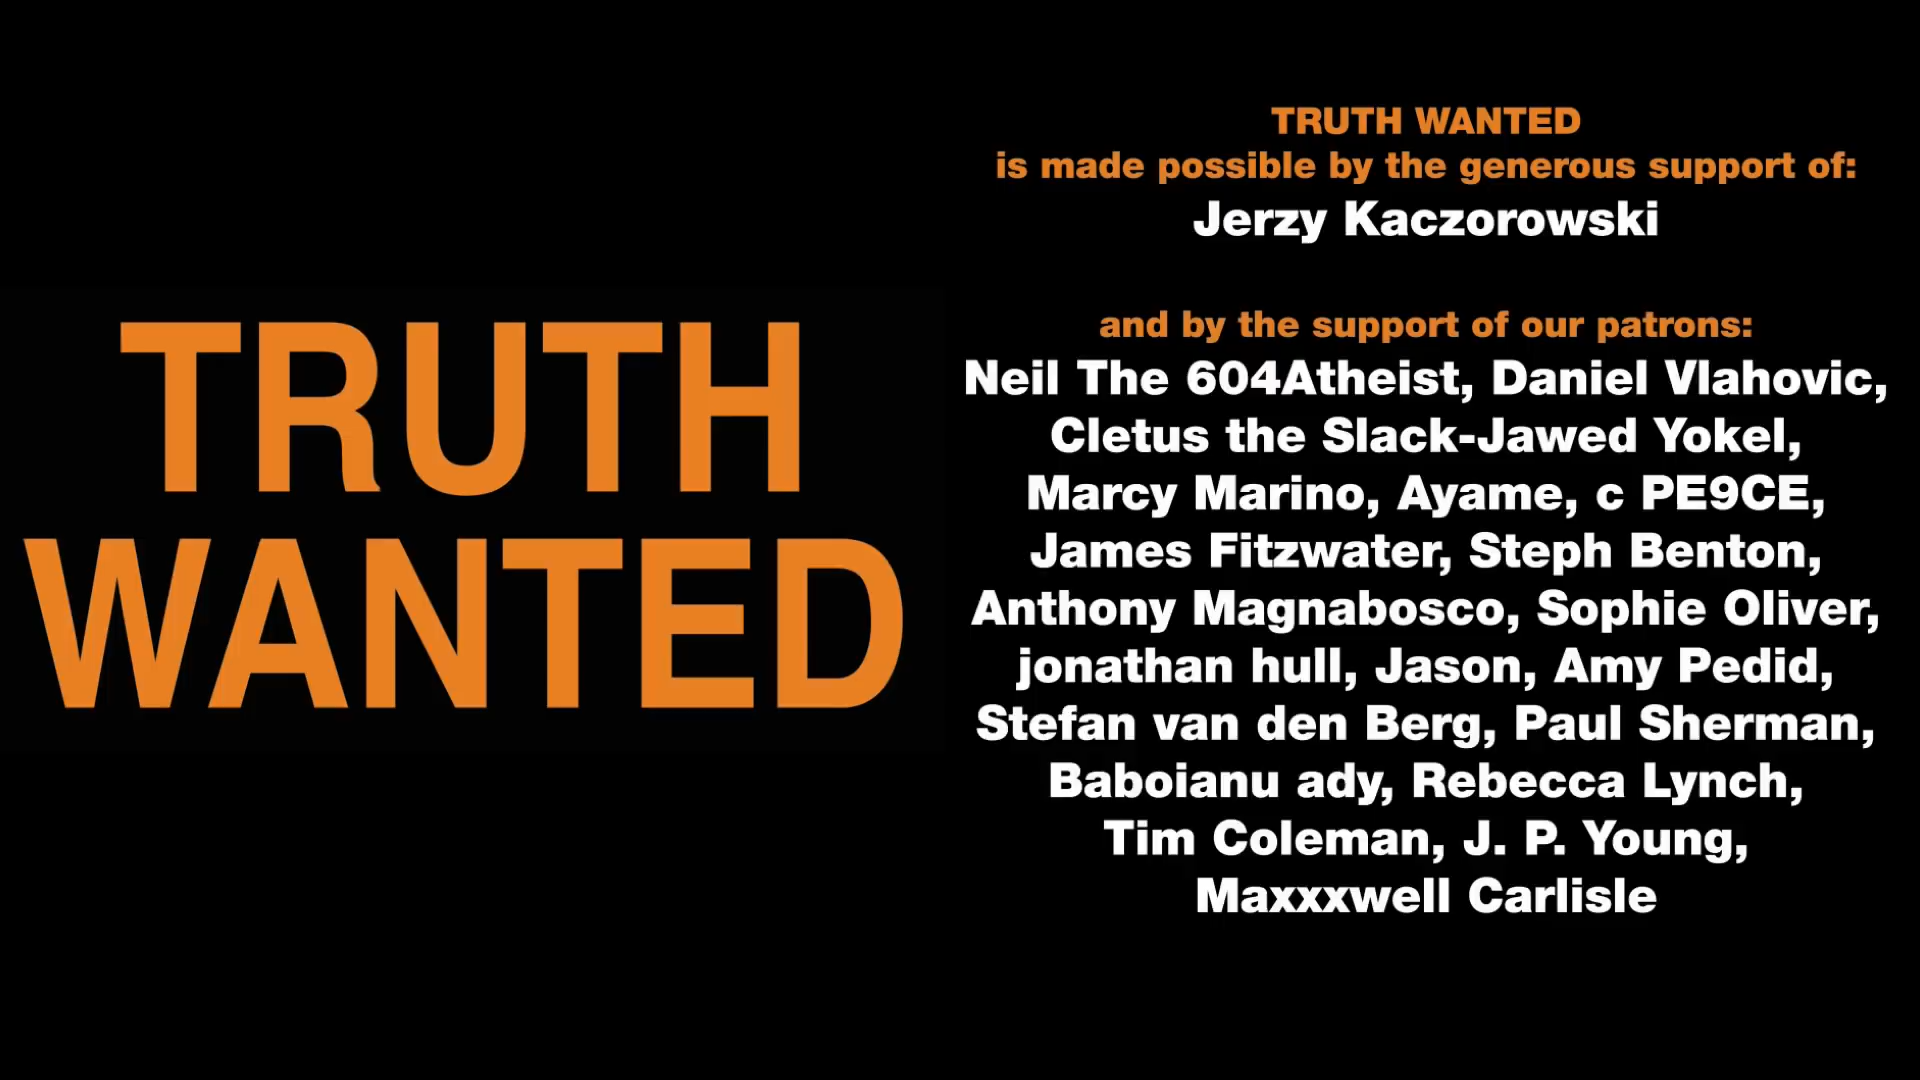 TRUTH
WANTED
TRUTH WANTED
is made possible by the generous support of:
Jerzy Kaczorowski
and by the support of our patrons:
Neil The 604Atheist, Daniel Vlahovic,
Cletus the Slack-Jawed Yokel,
Marcy Marino, Ayame, c PE9CE,
James Fitzwater, Steph Benton,
Anthony Magnabosco, Sophie Oliver,
jonathan hull, Jason, Amy Pedid,
Stefan van den Berg, Paul Sherman,
Baboianu ady, Rebecca Lynch,
Tim Coleman, J. P. Young,
Maxxxwell Carlisle